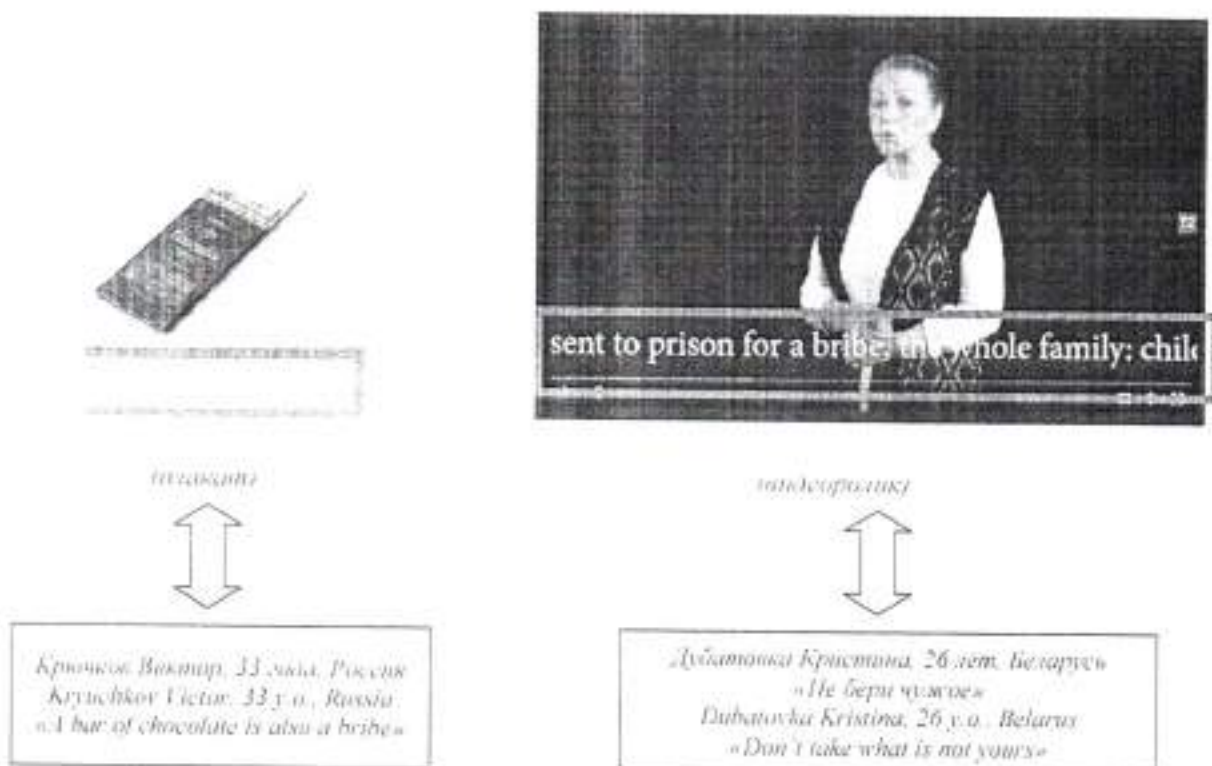 sent to prison for a bribe, the whole family: chile
(плакат)
(видеоролик)
Крючков Виктор, 33 года, Россия
Kryuchkov Victor, 33 y.o., Russia
«A bar of chocolate is also a bribe»
Дубатовка Кристина, 26 лет, Беларусь
«Не бери чужое»
Dubatovka Kristina, 26 y.o., Belarus
«Don't take what is not yours»